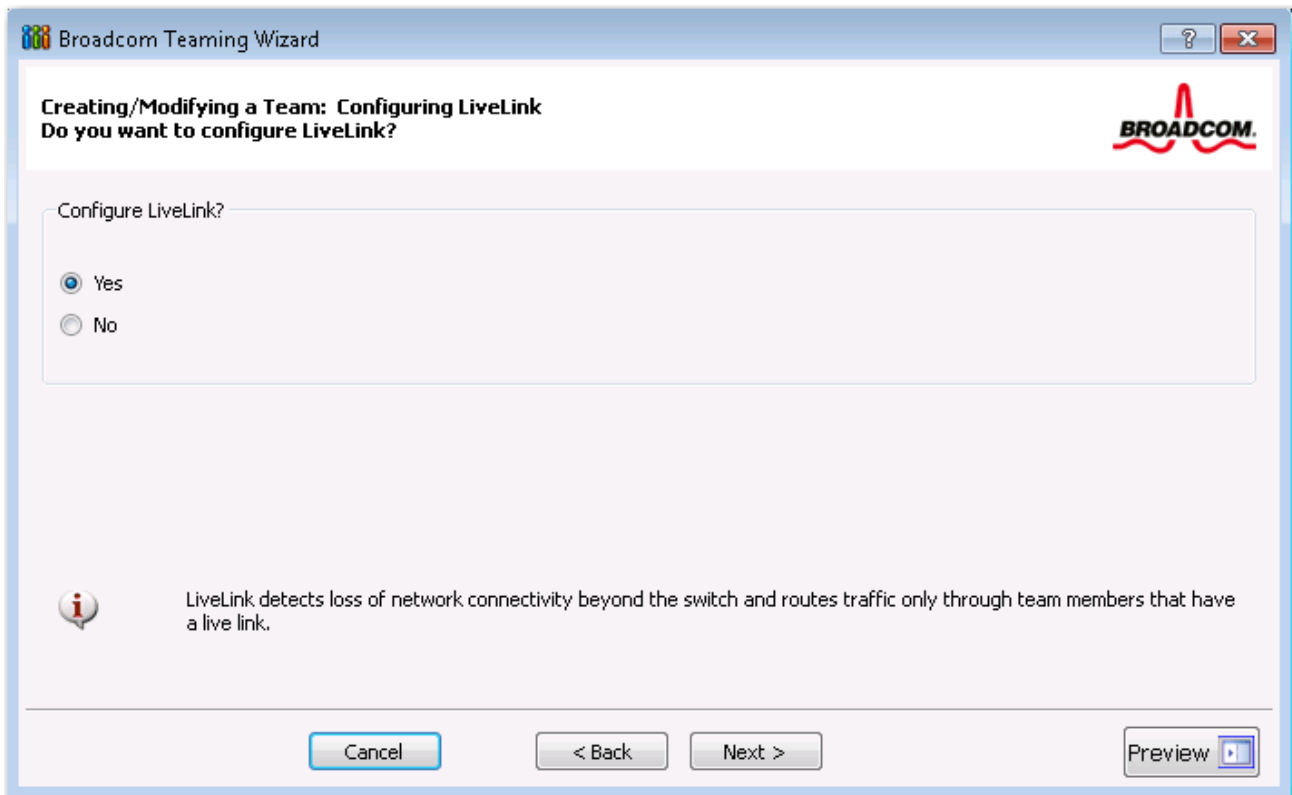 Broadcom Teaming Wizard
?
Creating/Modifying a Team: Configuring LiveLink
Do you want to configure LiveLink?
BROADCOM.
Configure LiveLink?
Yes
No
LiveLink detects loss of network connectivity beyond the switch and routes traffic only through team members that have
a live link.
Cancel
< Back
Next >
Preview